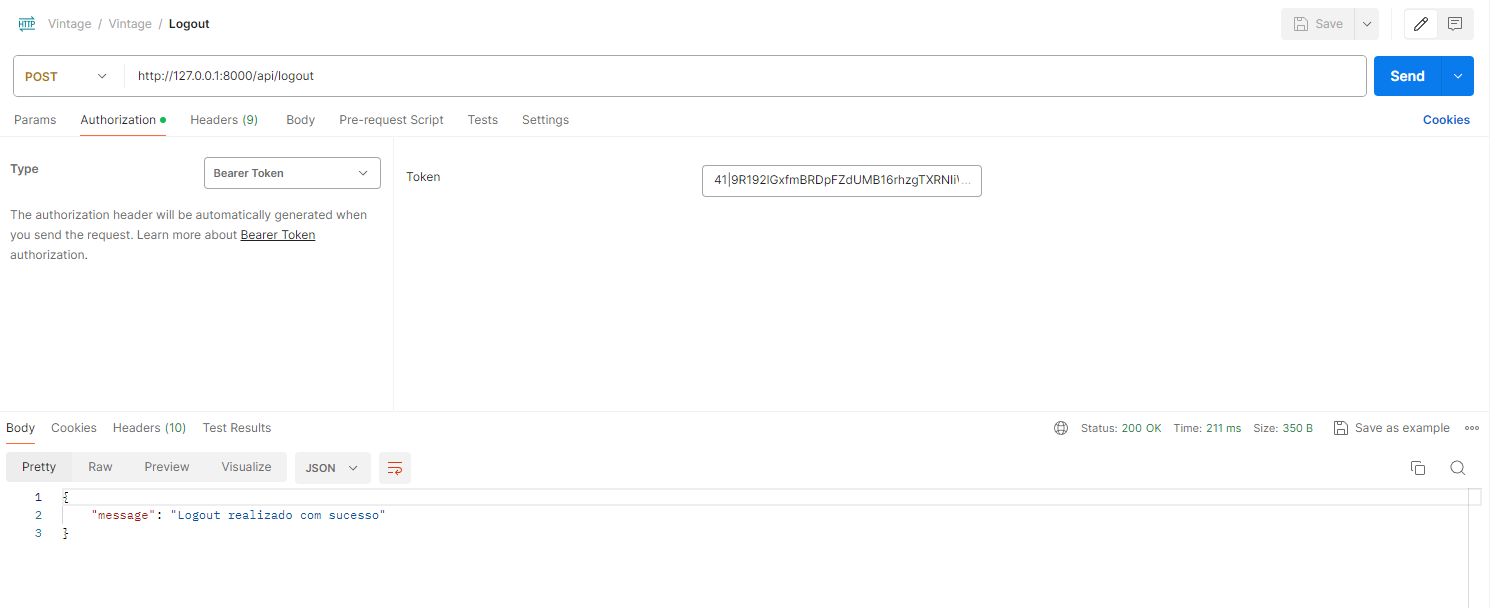 HTTP Vintage / Vintage / Logout
Save
POST http://127.0.0.1:8000/api/logout Send
Params Authorization Headers (9) Body Pre-request Script Tests Settings Cookies
Type Bearer Token
Token 41|9R192lGxfmBRDpFZdUMB16rhzgTXRNIi\...
The authorization header will be automatically generated when
you send the request. Learn more about Bearer Token
authorization.
Body Cookies Headers (10) Test Results Status: 200 OK Time: 211 ms Size: 350 B Save as example
Pretty Raw Preview Visualize JSON
1 {
2 "message": "Logout realizado com sucesso"
3 }